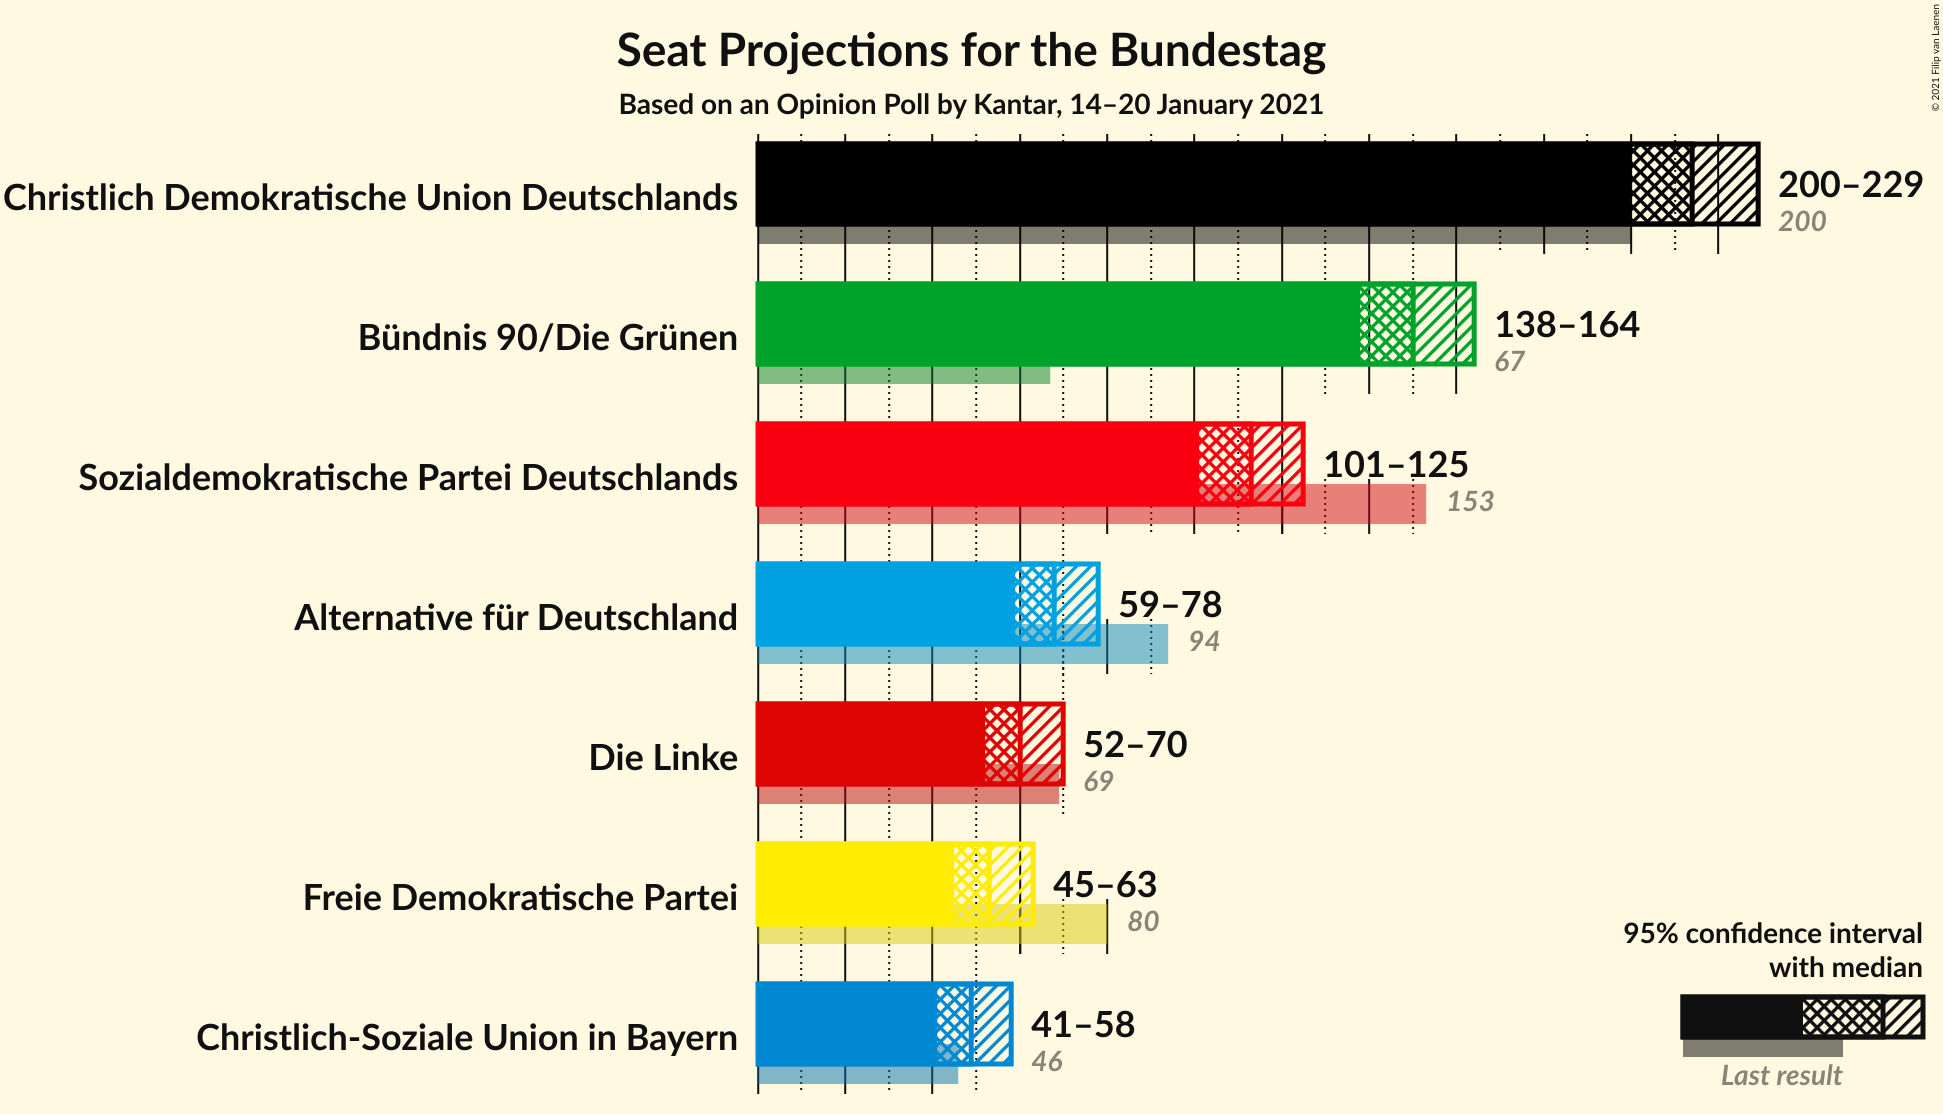 Seat Projections for the Bundestag
Based on an Opinion Poll by Kantar, 14–20 January 2021
© 2021 Filip van Laenen
Christlich Demokratische Union Deutschlands
200–229
200
Bündnis 90/Die Grünen
138–164
67
Sozialdemokratische Partei Deutschlands
101–125
153
Alternative für Deutschland
59–78
94
Die Linke
52–70
69
Freie Demokratische Partei
45–63
80
Christlich-Soziale Union in Bayern
41–58
46
95% confidence interval
with median
Last result